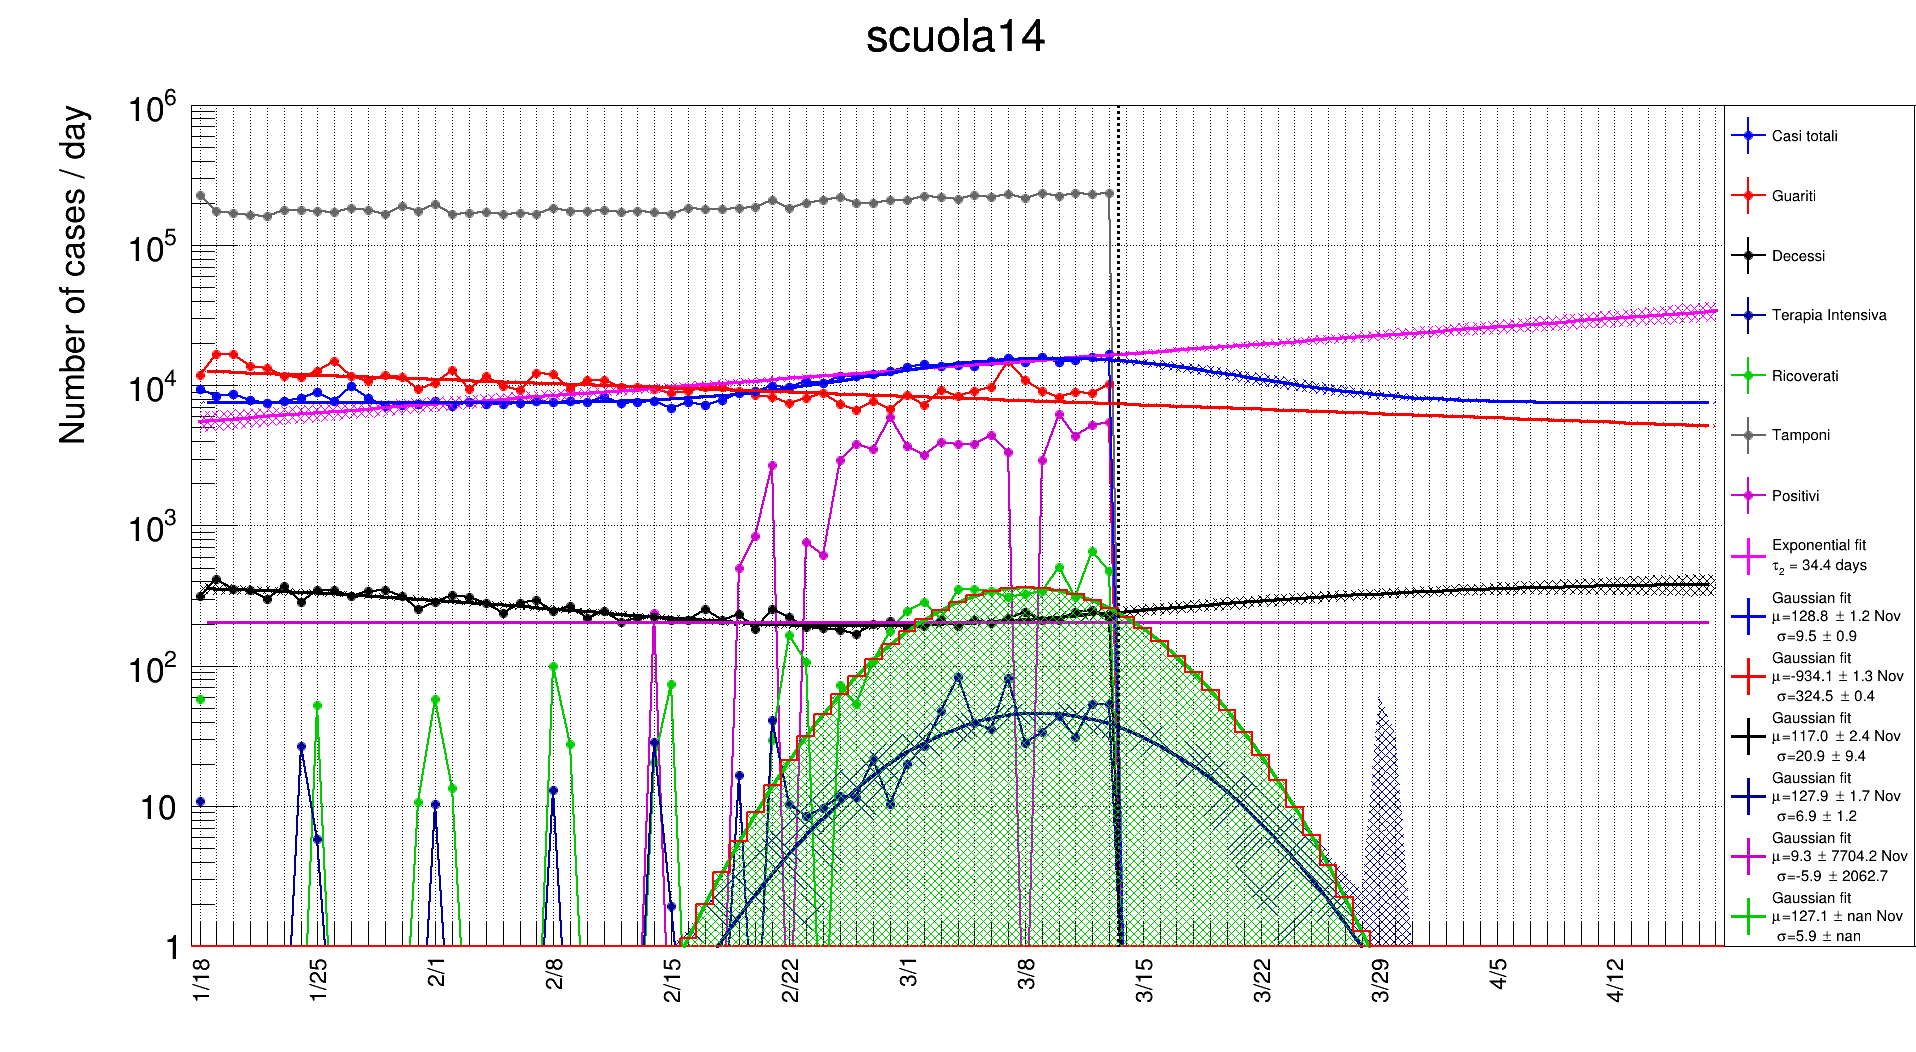 scuola14
Number of cases / day
10^6
10^5
10^4
10^3
10^2
10
1
1/18
1/25
2/1
2/8
2/15
2/22
3/1
3/8
3/15
3/22
3/29
4/5
4/12
Casi totali
Guariti
Decessi
Terapia Intensiva
Ricoverati
Tamponi
Positivi
Exponential fit
τ₂ = 34.4 days
Gaussian fit
μ=128.8 ± 1.2 Nov
σ=9.5 ± 0.9
Gaussian fit
μ=-934.1 ± 1.3 Nov
σ=324.5 ± 0.4
Gaussian fit
μ=117.0 ± 2.4 Nov
σ=20.9 ± 9.4
Gaussian fit
μ=127.9 ± 1.7 Nov
σ=6.9 ± 1.2
Gaussian fit
μ=9.3 ± 7704.2 Nov
σ=-5.9 ± 2062.7
Gaussian fit
μ=127.1 ± nan Nov
σ=5.9 ± nan